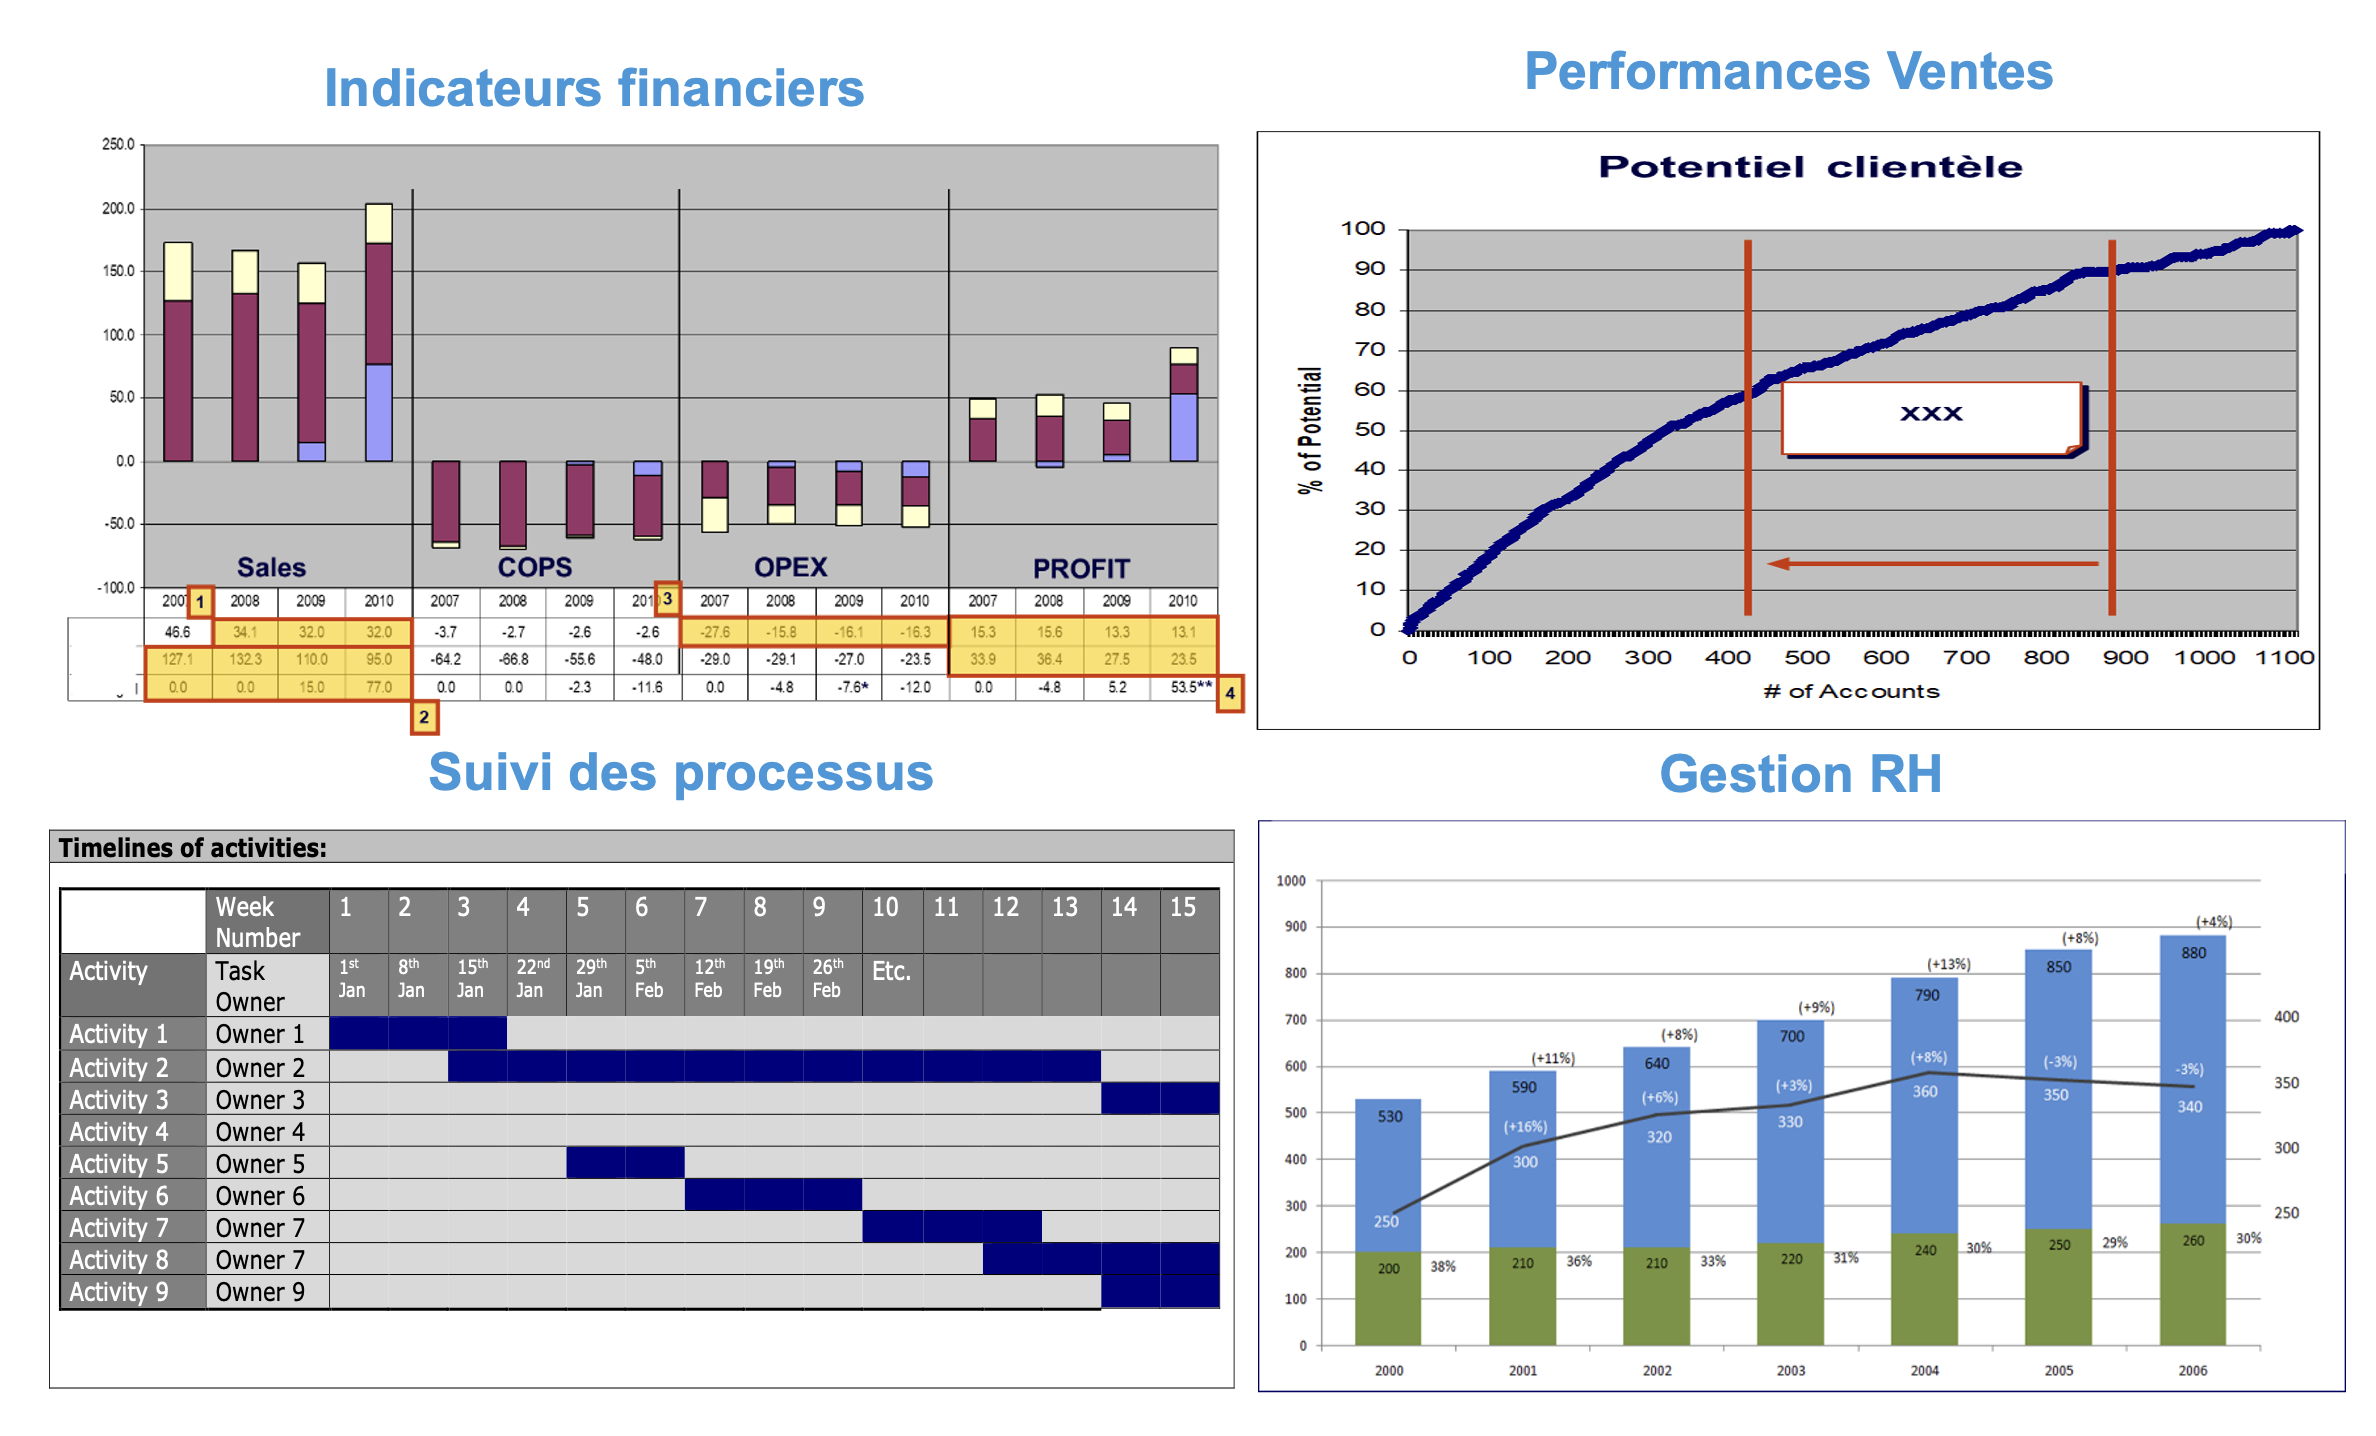 Indicateurs financiers
250.0
200.0
150.0
100.0
50.0
0.0
-50.0
-100.0
Sales COPS OPEX PROFIT
2007 1 2008 2009 2010 2007 2008 2009 2010 3 2007 2008 2009 2010 2007 2008 2009 2010
46.6 34.1 32.0 32.0 -3.7 -2.7 -2.6 -2.6 -27.6 -15.8 -16.1 -16.3 15.3 15.6 13.3 13.1
127.1 132.3 110.0 95.0 -64.2 -66.8 -55.6 -48.0 -29.0 -29.1 -27.0 -23.5 33.9 36.4 27.5 23.5
0.0 0.0 15.0 77.0 0.0 0.0 -2.3 -11.6 0.0 -4.8 -7.6* -12.0 0.0 -4.8 5.2 53.5** 4
2
Performances Ventes
Potentiel clientèle
% of Potential
100
90
80
70
60
50
40
30
20
10
0
xxx
0 100 200 300 400 500 600 700 800 900 1000 1100
# of Accounts
Suivi des processus
Timelines of activities:
Week Number 1 2 3 4 5 6 7 8 9 10 11 12 13 14 15
Activity Task Owner 1st Jan 8th Jan 15th Jan 22nd Jan 29th Jan 5th Feb 12th Feb 19th Feb 26th Feb Etc.
Activity 1 Owner 1
Activity 2 Owner 2
Activity 3 Owner 3
Activity 4 Owner 4
Activity 5 Owner 5
Activity 6 Owner 6
Activity 7 Owner 7
Activity 8 Owner 7
Activity 9 Owner 9
Gestion RH
1000
900
800
700
600
500
400
300
200
100
0
(+11%) (+8%) (+9%) (+13%) (+8%) (+4%)
530 590 640 700 790 850 880
(+16%) (+6%) (+3%) (+8%) (-3%) -3%)
250 300 320 330 360 350 340
200 38% 210 36% 210 33% 220 31% 240 30% 250 29% 260 30%
400
350
300
250
2000 2001 2002 2003 2004 2005 2006